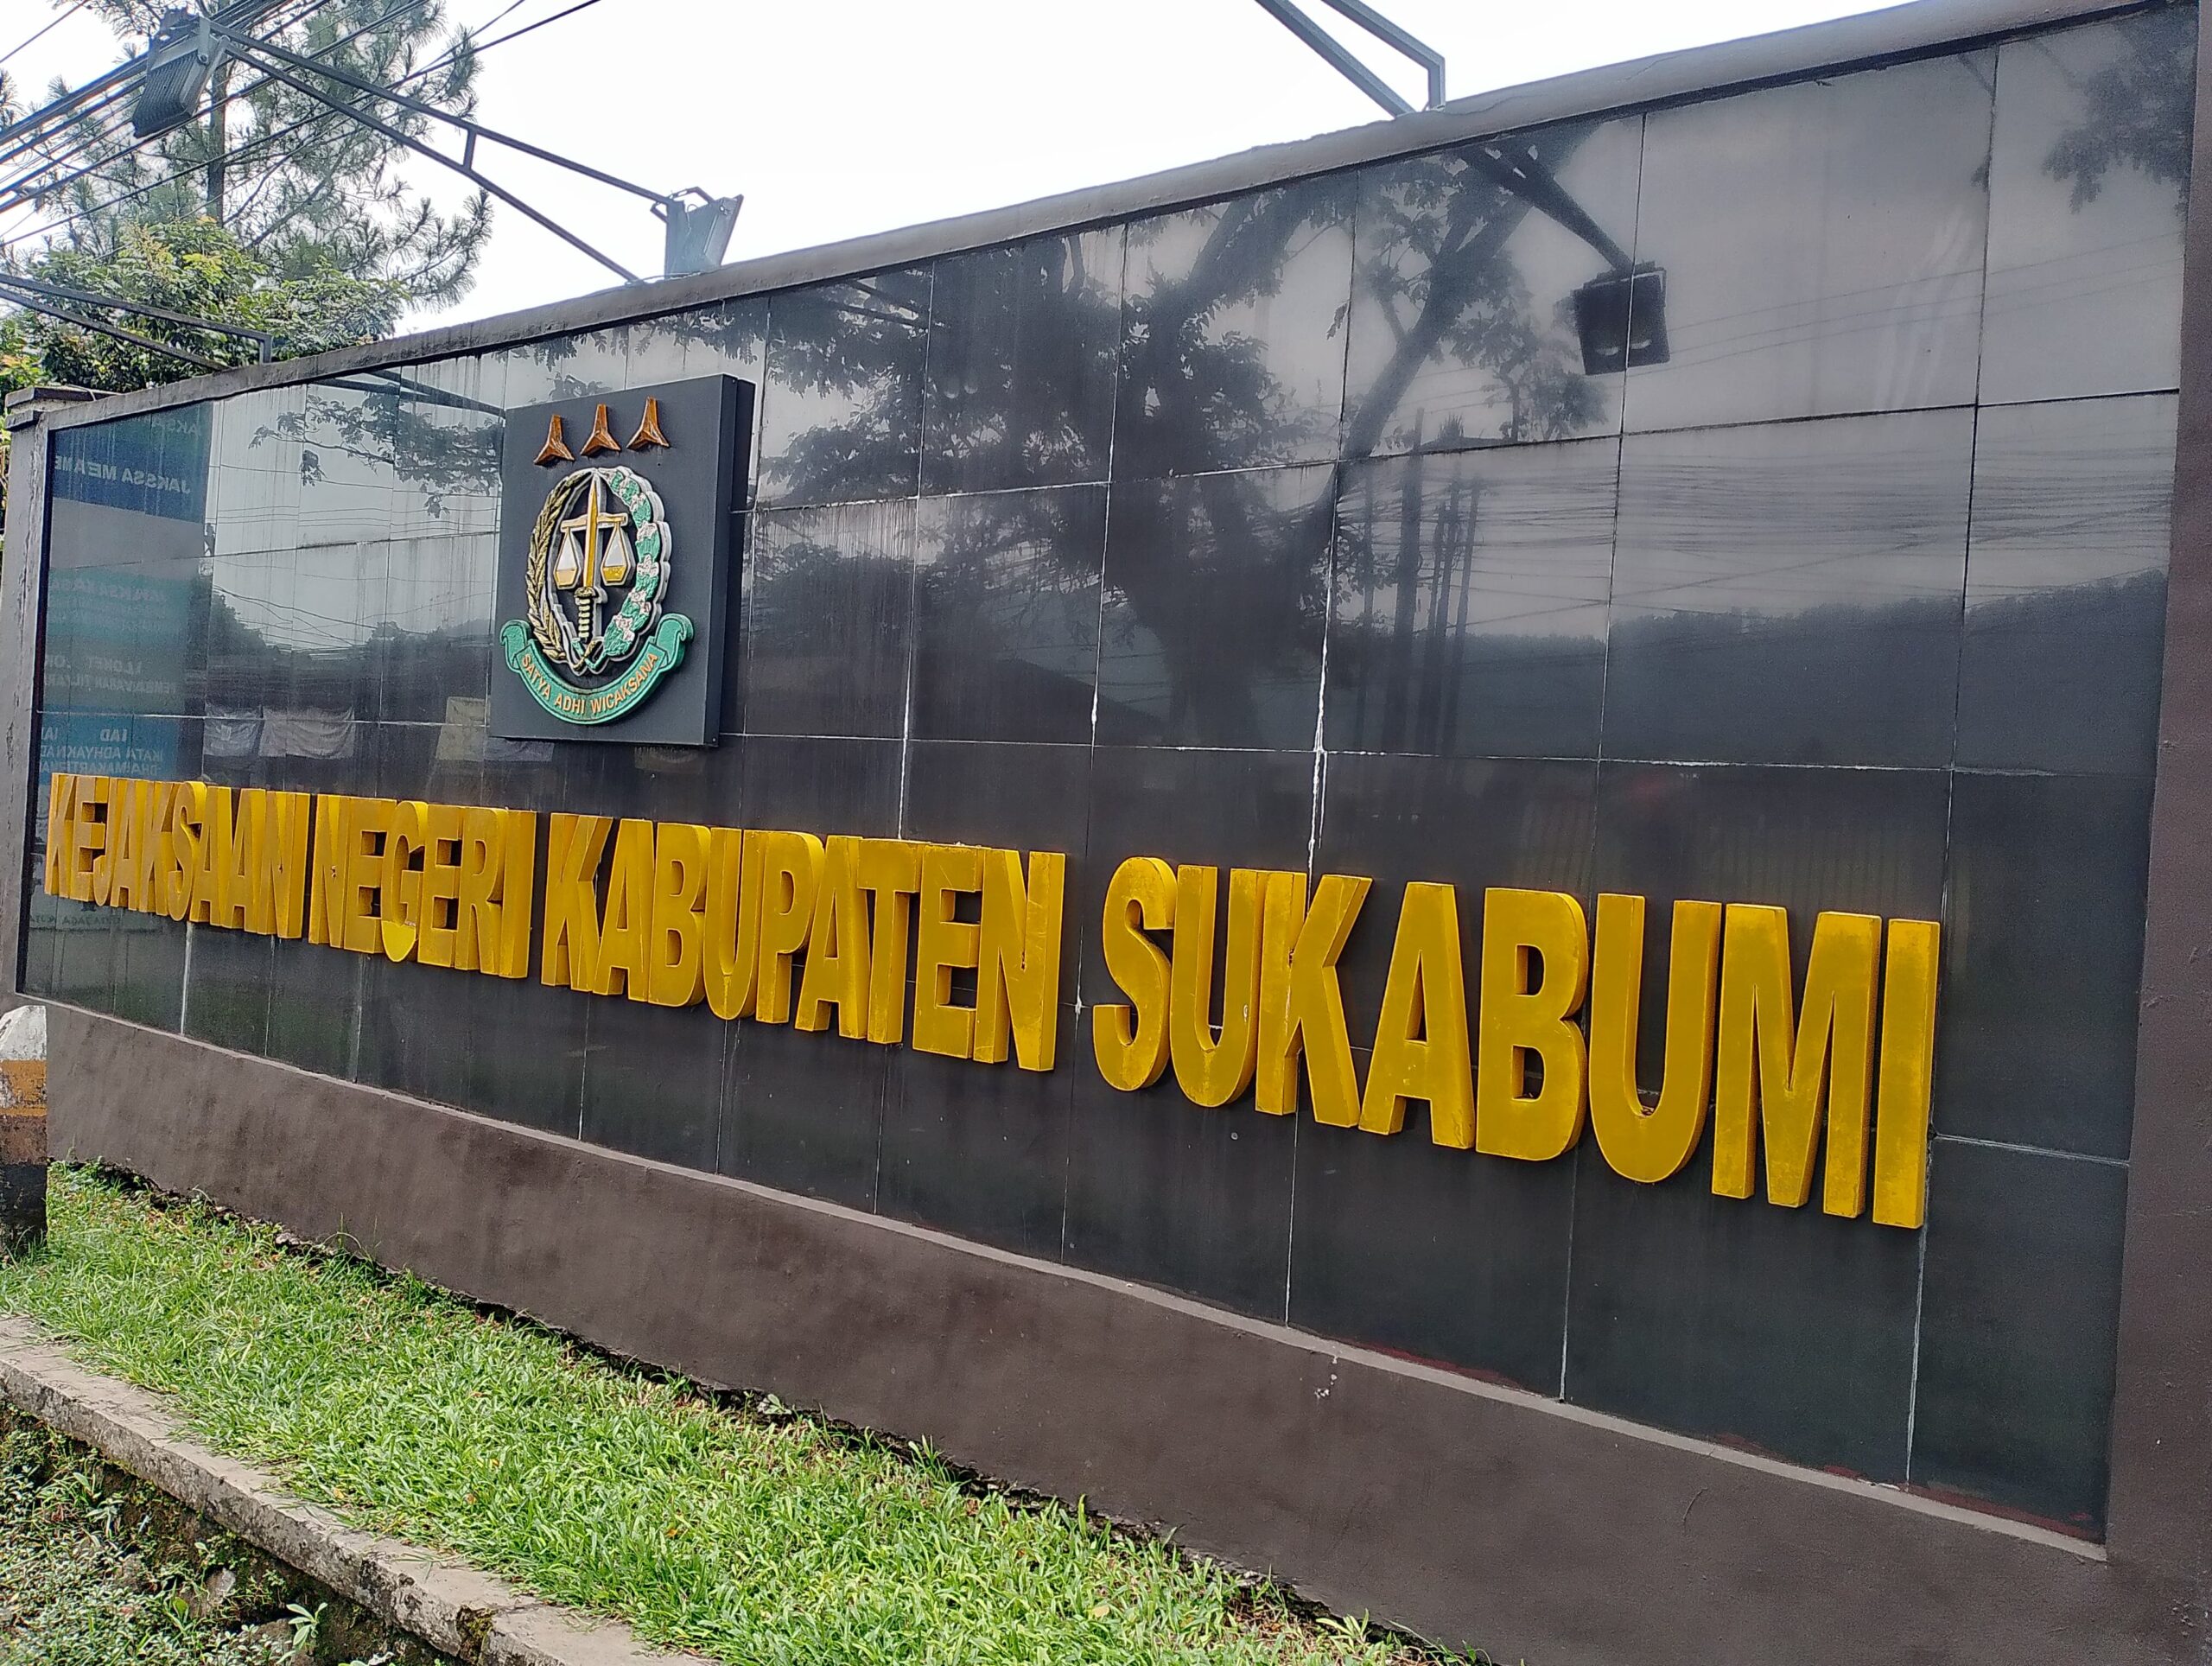 SATYA ADHI WICAKSANA
KEJAKSAAN NEGERI KABUPATEN SUKABUMI